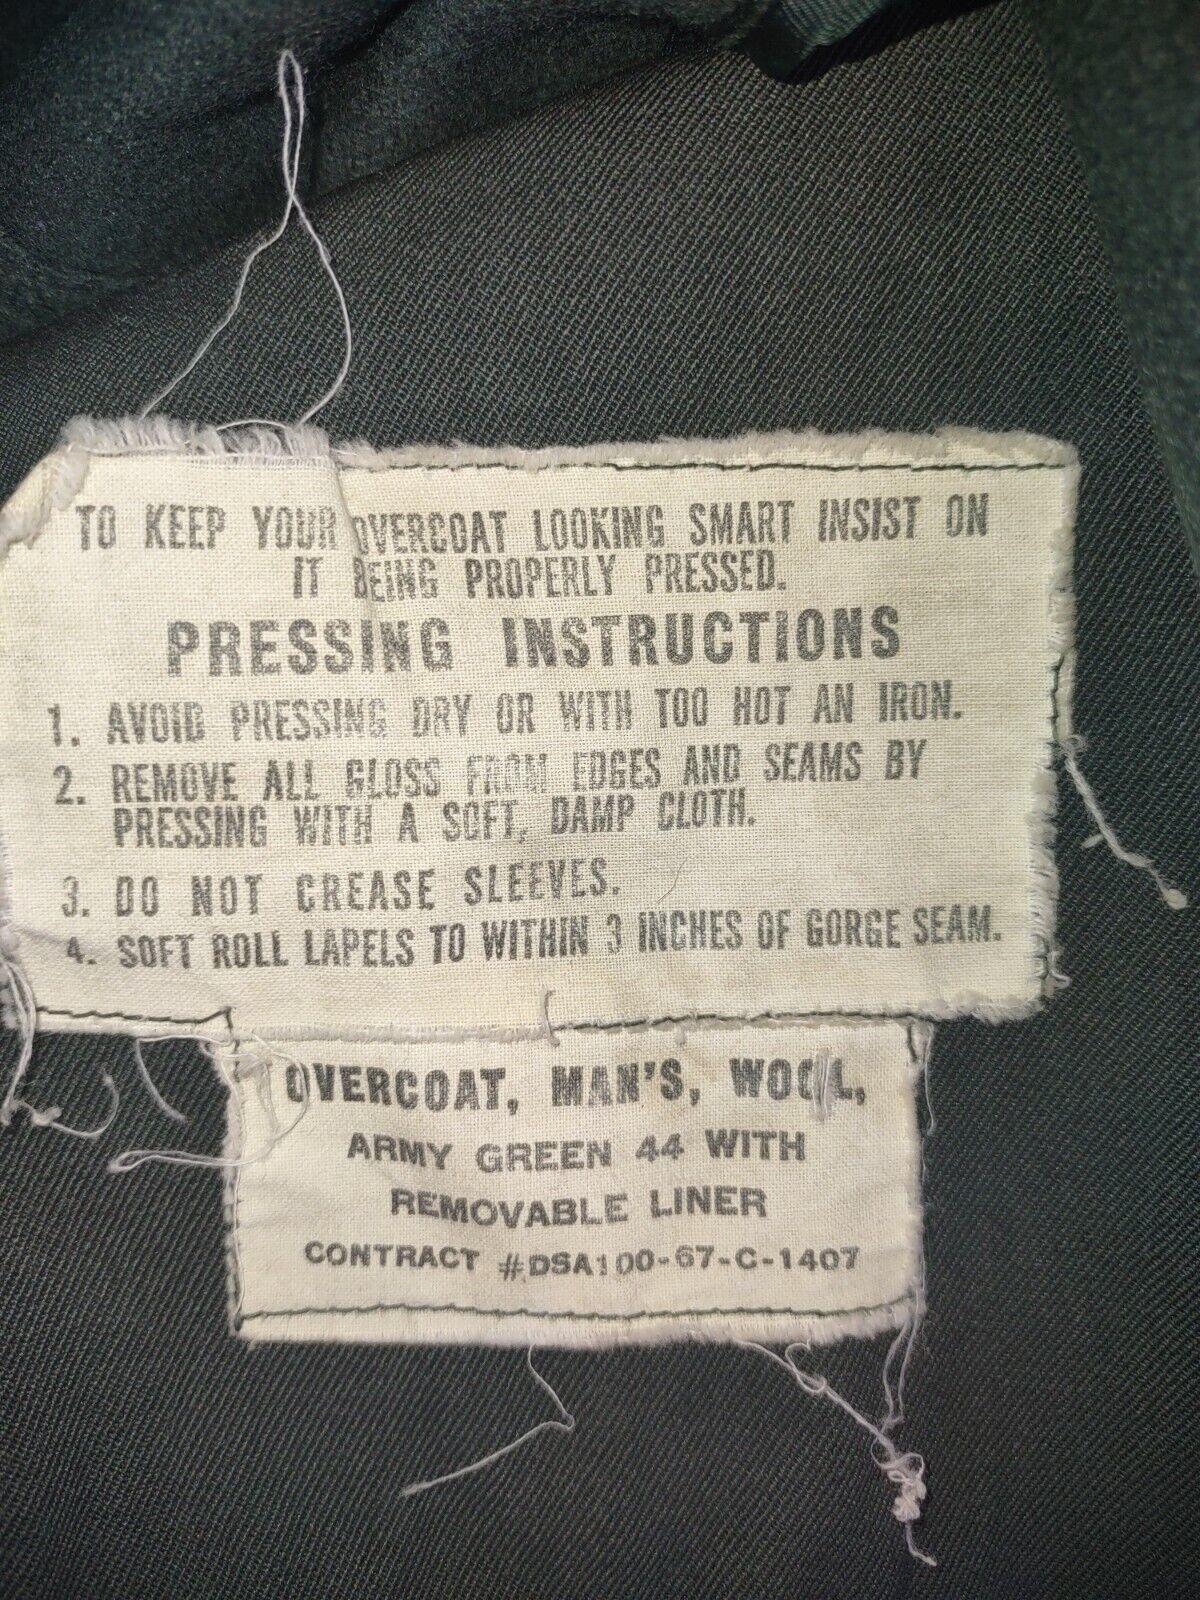 TO KEEP YOUR OVERCOAT LOOKING SMART INSIST ON
IT BEING PROPERLY PRESSED.
PRESSING INSTRUCTIONS
1. AVOID PRESSING DRY OR WITH TOO HOT AN IRON.
2. REMOVE ALL GLOSS FROM EDGES AND SEAMS BY
PRESSING WITH A SOFT, DAMP CLOTH.
3. DO NOT CREASE SLEEVES.
4. SOFT ROLL LAPELS TO WITHIN 3 INCHES OF GORGE SEAM.
OVERCOAT, MAN'S, WOOL,
ARMY GREEN 44 WITH
REMOVABLE LINER
CONTRACT #DSA100-67-C-1407